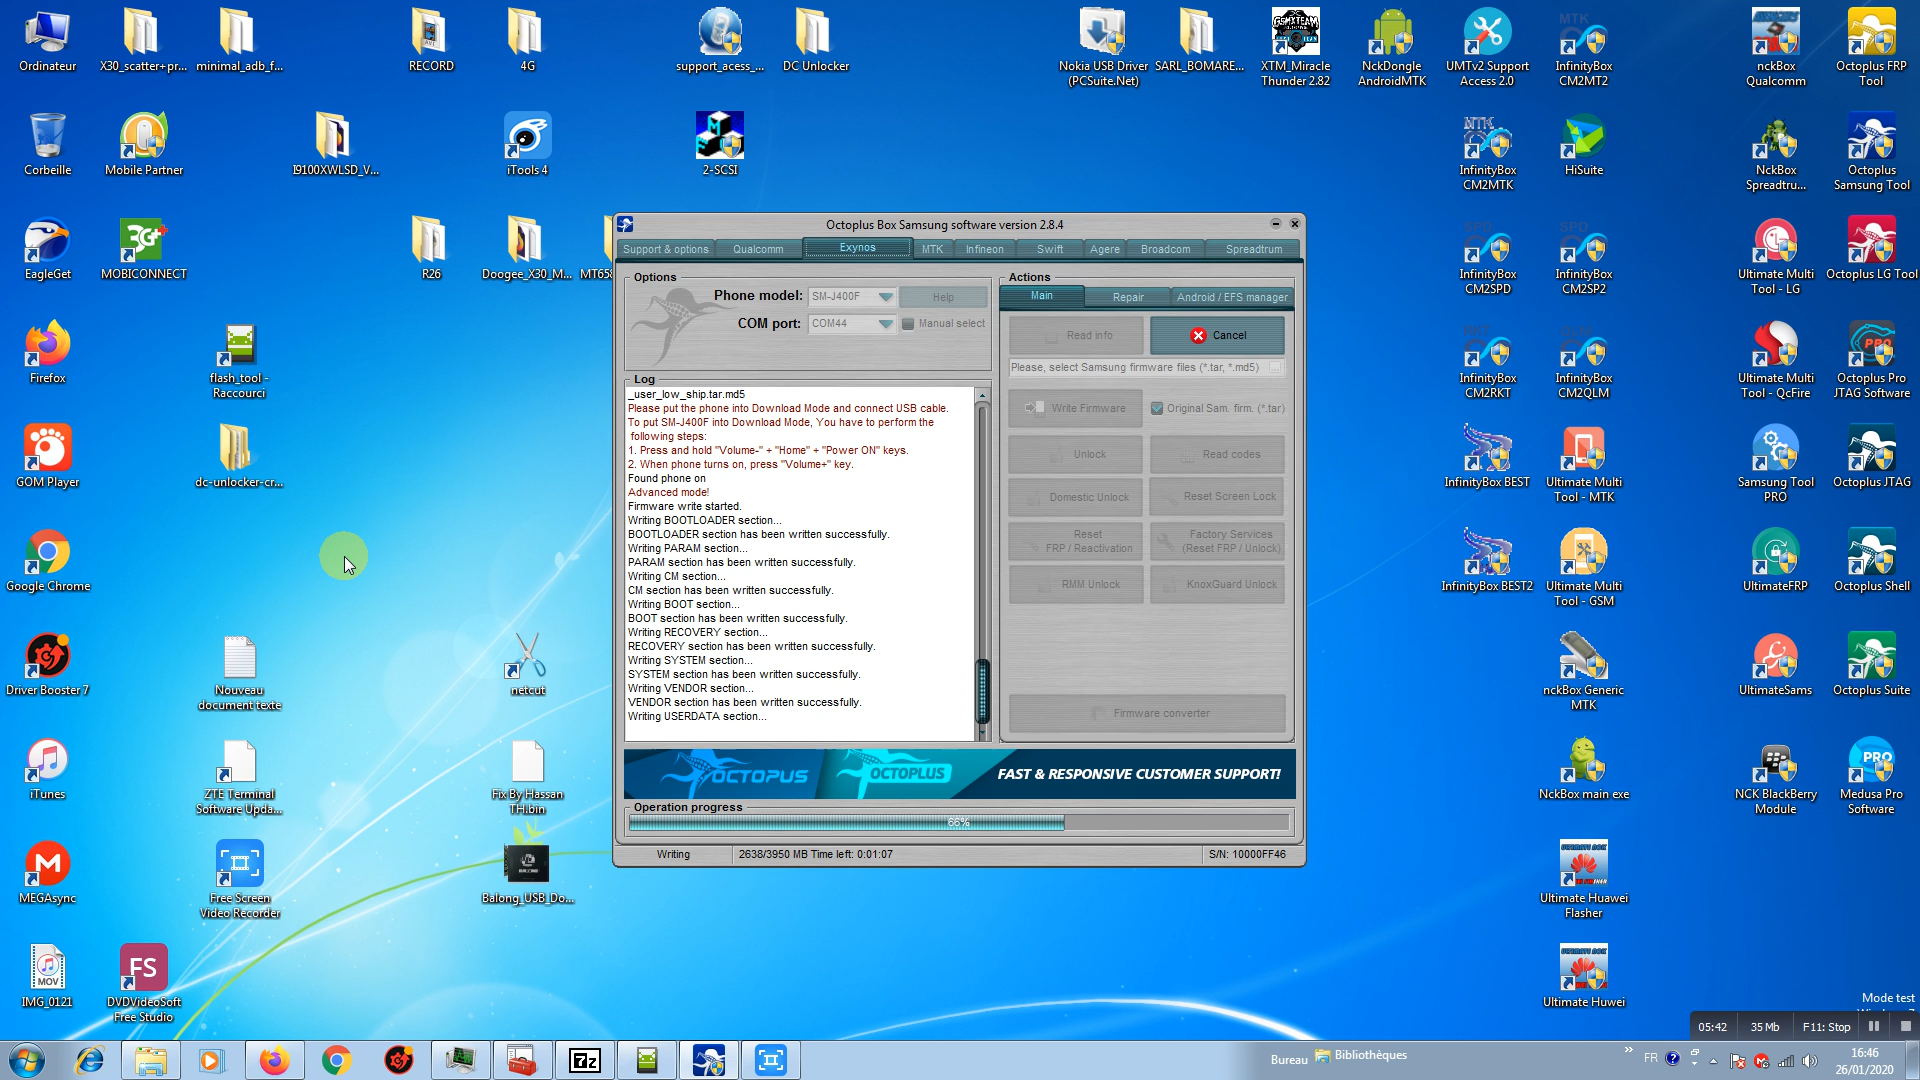 Ordinateur
X30_scatter+pr...
minimal_adb_f...
RECORD
4G
support_acess_...
DC Unlocker
Nokia USB Driver
(PCSuite.Net)
SARL_BOMARE...
XTM_Miracle
Thunder 2.82
NckDongle
AndroidMTK
UMTv2 Support
Access 2.0
InfinityBox
CM2MT2
nckBox
Qualcomm
Octoplus FRP
Tool
Corbeille
Mobile Partner
I9100XWLSD_V...
iTools 4
2-SCSI
InfinityBox
CM2MTK
HiSuite
NckBox
Spreadtru...
Octoplus
Samsung Tool
EagleGet
MOBICONNECT
R26
Doogee_X30_M...
MT658
InfinityBox
CM2SPD
InfinityBox
CM2SP2
Ultimate Multi
Tool - LG
Octoplus LG Tool
Firefox
flash_tool -
Raccourci
InfinityBox
CM2RKT
InfinityBox
CM2QLM
Ultimate Multi
Tool - QcFire
Octoplus Pro
JTAG Software
GOM Player
dc-unlocker-cr...
InfinityBox BEST
Ultimate Multi
Tool - MTK
Samsung Tool
PRO
Octoplus JTAG
Google Chrome
InfinityBox BEST2
Ultimate Multi
Tool - GSM
UltimateFRP
Octoplus Shell
Driver Booster 7
Nouveau
document texte
netcut
nckBox Generic
MTK
UltimateSams
Octoplus Suite
iTunes
ZTE Terminal
Software Upda...
Fix By Hassan
TH.bin
NckBox main exe
NCK BlackBerry
Module
Medusa Pro
Software
MEGAsync
Free Screen
Video Recorder
Balong_USB_Do...
Ultimate Huawei
Flasher
IMG_0121
DVDVideoSoft
Free Studio
Ultimate Huwei
Octoplus Box Samsung software version 2.8.4
Support & options
Qualcomm
Exynos
MTK
Infineon
Swift
Agere
Broadcom
Spreadtrum
Options
Phone model:
SM-J400F
Help
COM port:
COM44
Manual select
Log
_user_low_ship.tar.md5
Please put the phone into Download Mode and connect USB cable.
To put SM-J400F into Download Mode, You have to perform the
following steps:
1. Press and hold "Volume-" + "Home" + "Power ON" keys.
2. When phone turns on, press "Volume+" key.
Found phone on
Advanced mode!
Firmware write started.
Writing BOOTLOADER section...
BOOTLOADER section has been written successfully.
Writing PARAM section...
PARAM section has been written successfully.
Writing CM section...
CM section has been written successfully.
Writing BOOT section...
BOOT section has been written successfully.
Writing RECOVERY section...
RECOVERY section has been written successfully.
Writing SYSTEM section...
SYSTEM section has been written successfully.
Writing VENDOR section...
VENDOR section has been written successfully.
Writing USERDATA section...
Actions
Main
Repair
Android / EFS manager
Read info
Cancel
Please, select Samsung firmware files (*.tar, *.md5)
Write Firmware
Original Sam. firm. (*.tar)
Unlock
Read codes
Domestic Unlock
Reset Screen Lock
Reset
FRP / Reactivation
Factory Services
(Reset FRP / Unlock)
RMM Unlock
KnoxGuard Unlock
Firmware converter
OCTOPUS
OCTOPLUS
FAST & RESPONSIVE CUSTOMER SUPPORT!
Operation progress
66%
Writing
2638/3950 MB Time left: 0:01:07
S/N: 10000FF46
Mode test
05:42
35 Mb
F11: Stop
Bureau
Bibliothèques
FR
16:46
26/01/2020